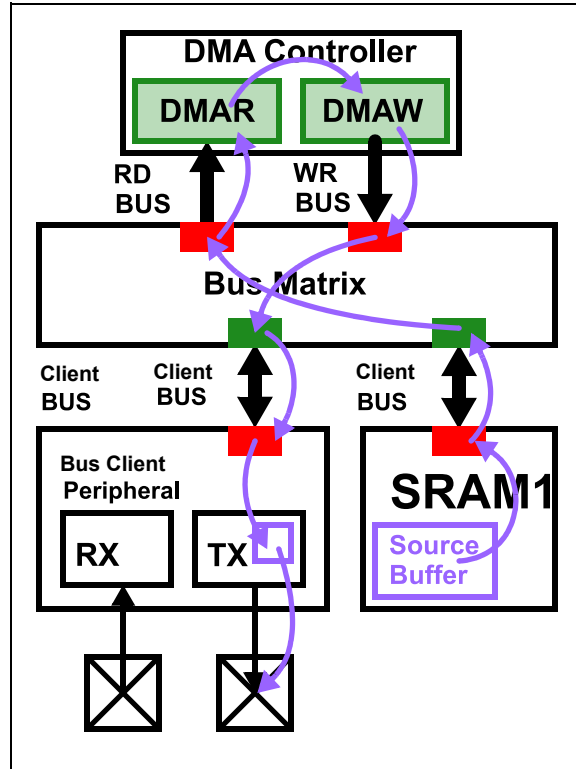 DMA Controller
DMAR
DMAW
RD
BUS
WR
BUS
Bus Matrix
Client
BUS
Client
BUS
Client
BUS
Bus Client
Peripheral
RX
TX
SRAM1
Source
Buffer